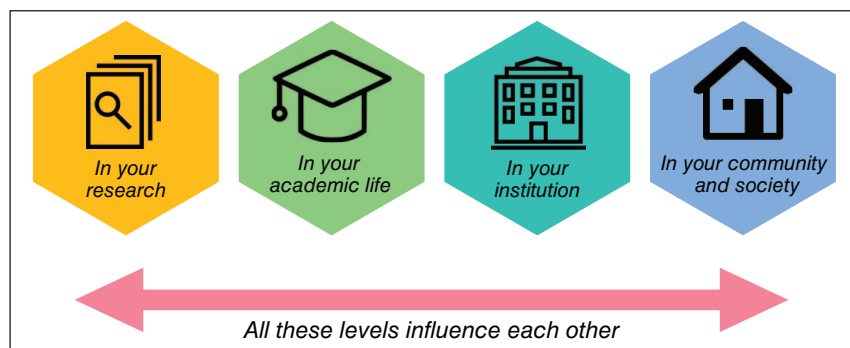 In your
research
In your
academic life
In your
institution
In your community
and society
All these levels influence each other